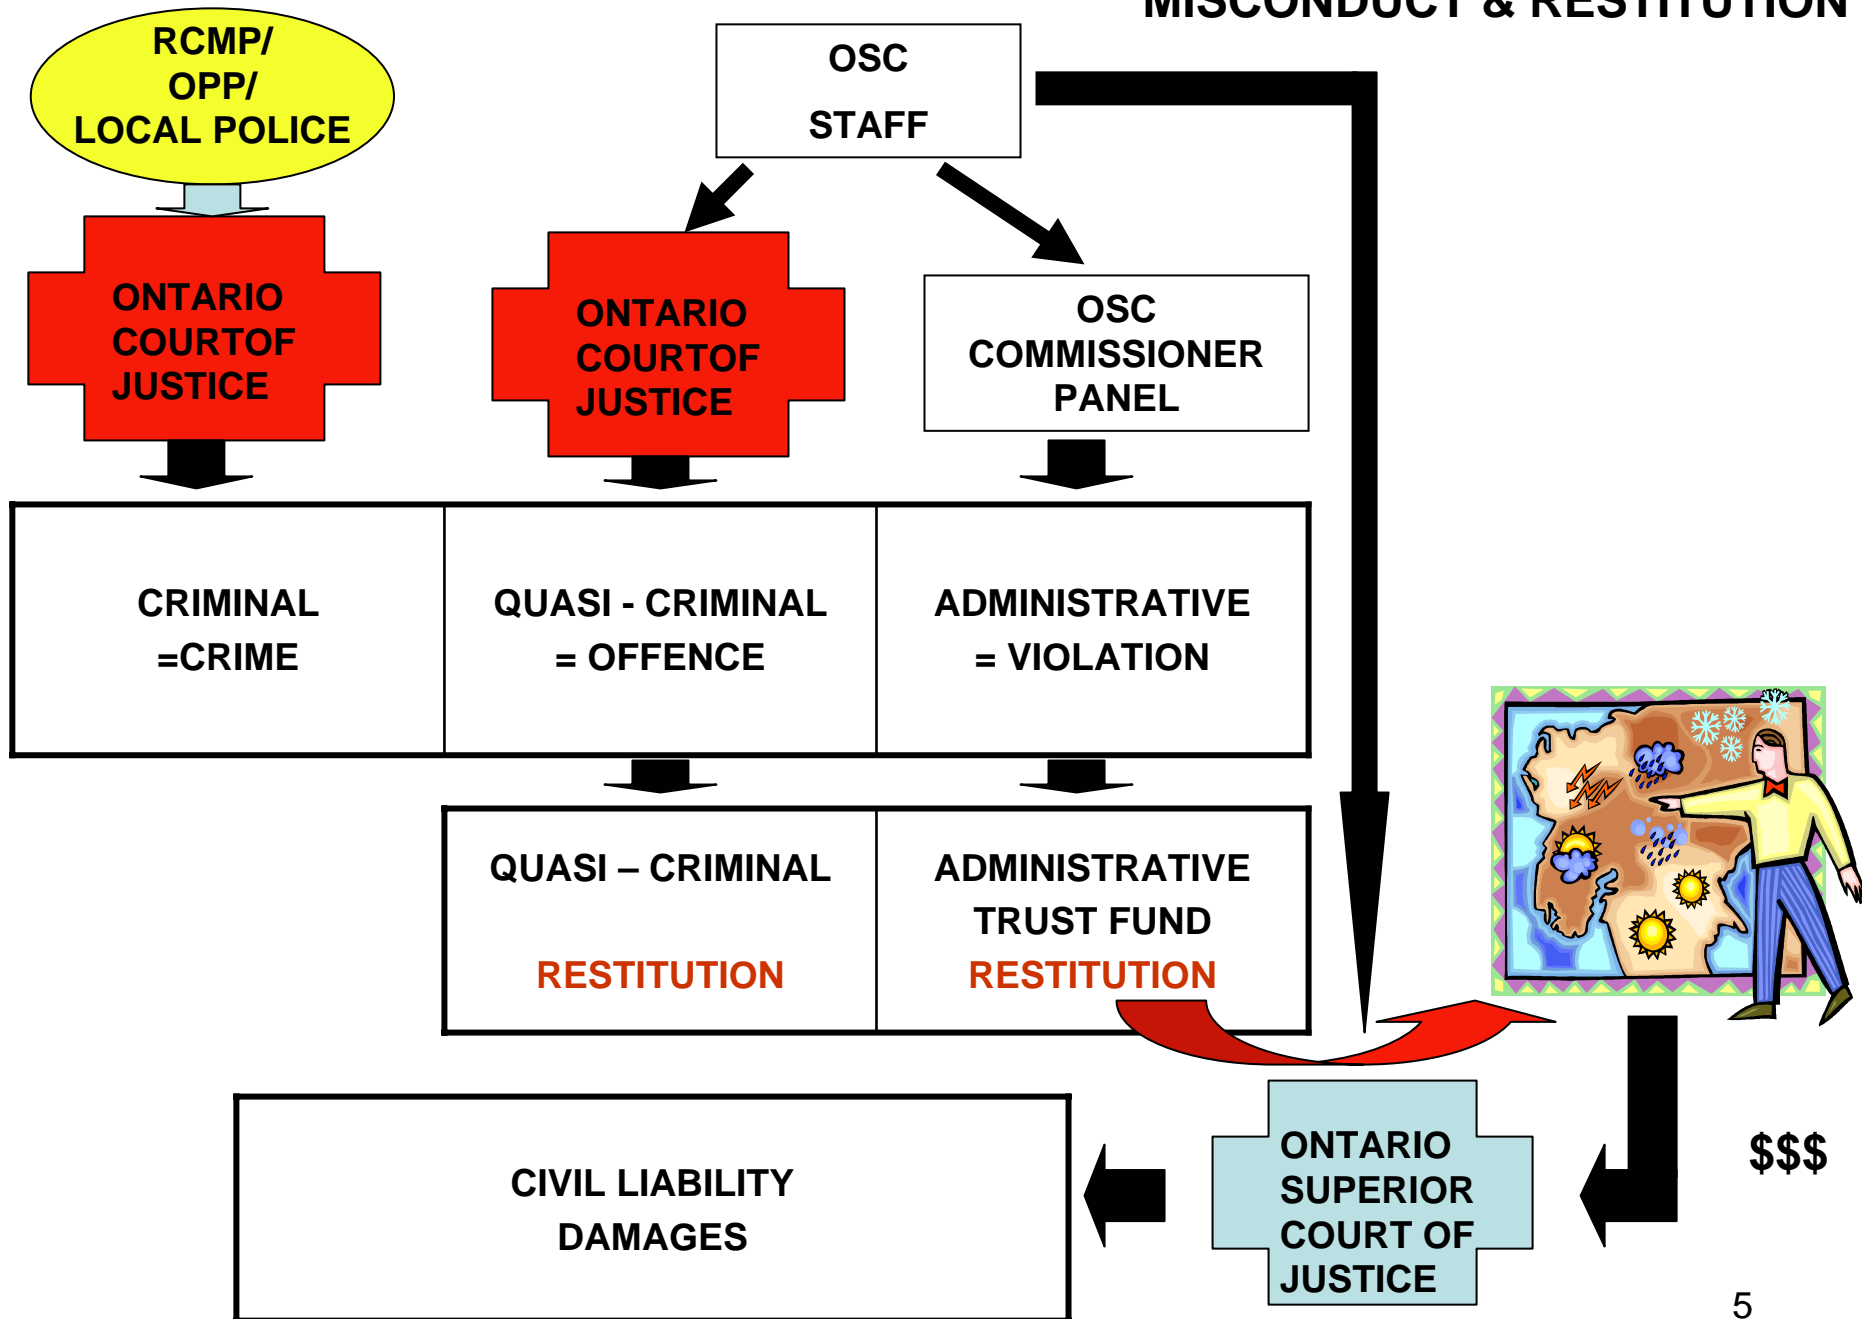 MISCONDUCT & RESTITUTION
RCMP/
OPP/
LOCAL POLICE
OSC
STAFF
ONTARIO
COURTOF
JUSTICE
ONTARIO
COURTOF
JUSTICE
OSC
COMMISSIONER
PANEL
CRIMINAL
=CRIME
QUASI - CRIMINAL
= OFFENCE
ADMINISTRATIVE
= VIOLATION
QUASI – CRIMINAL
RESTITUTION
ADMINISTRATIVE
TRUST FUND
RESTITUTION
CIVIL LIABILITY
DAMAGES
ONTARIO
SUPERIOR
COURT OF
JUSTICE
$$$
5